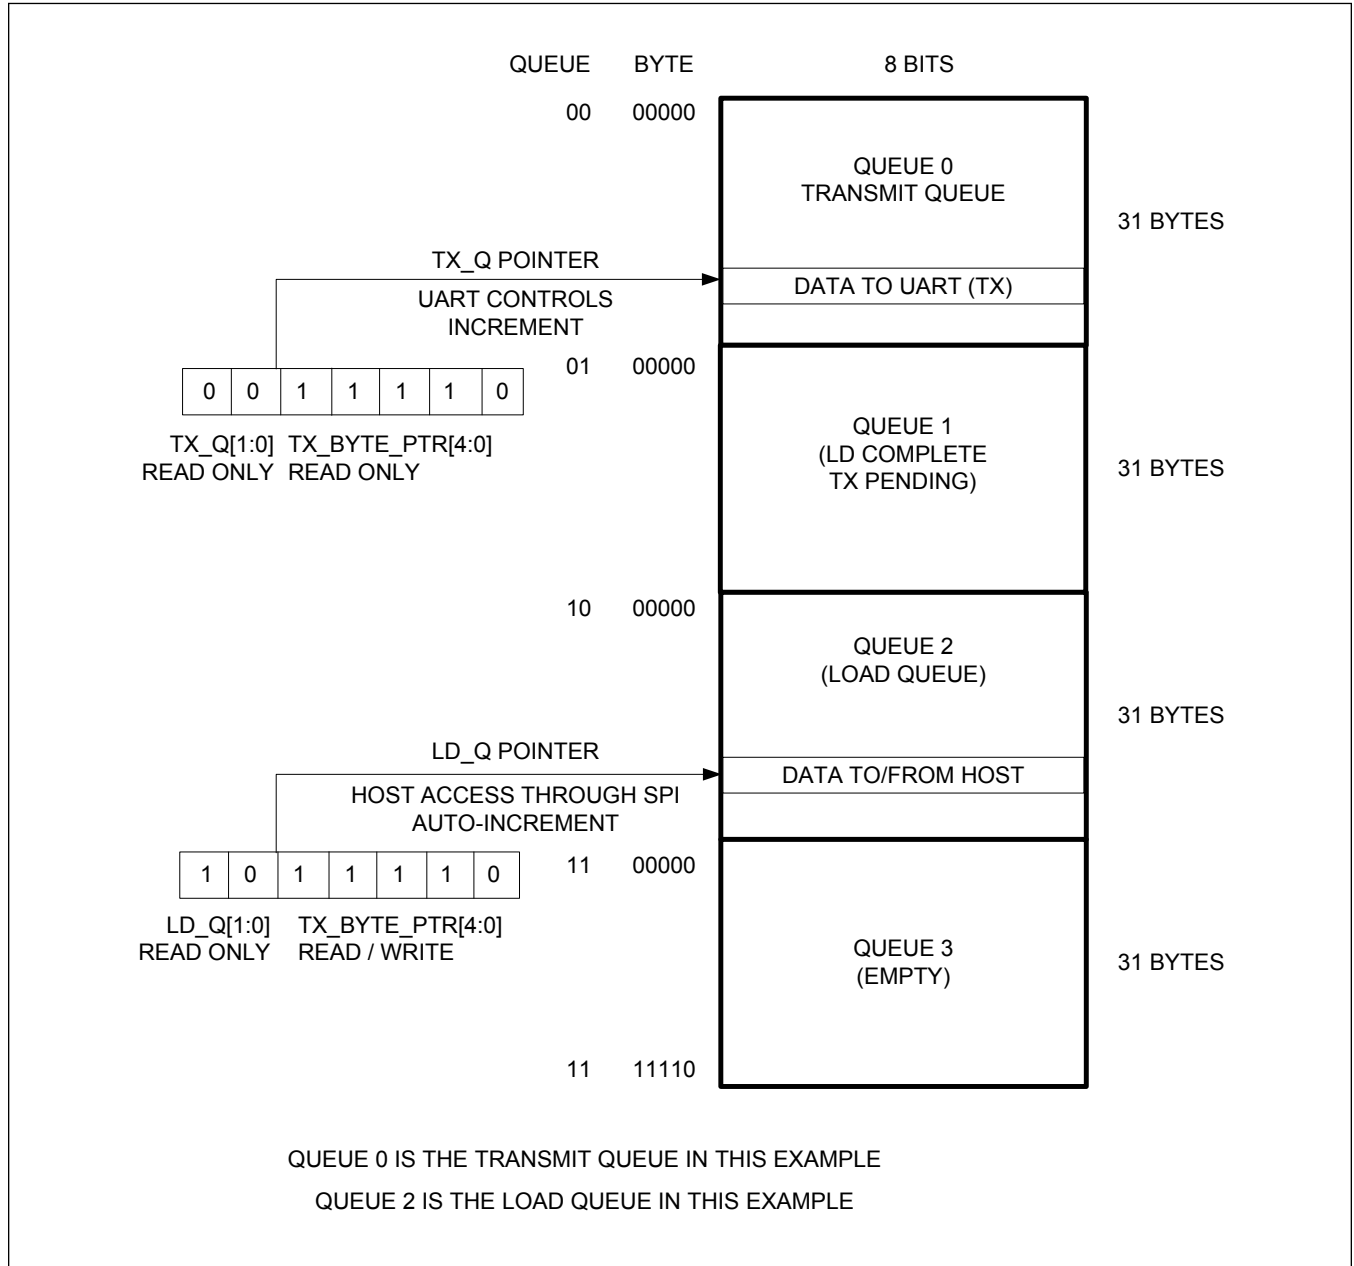 QUEUE BYTE 8 BITS
00 00000
QUEUE 0
TRANSMIT QUEUE
31 BYTES
TX_Q POINTER
DATA TO UART (TX)
UART CONTROLS
INCREMENT
01 00000
0 0 1 1 1 1 0
TX_Q[1:0] TX_BYTE_PTR[4:0]
READ ONLY READ ONLY
QUEUE 1
(LD COMPLETE
TX PENDING)
31 BYTES
10 00000
QUEUE 2
(LOAD QUEUE)
31 BYTES
LD_Q POINTER
DATA TO/FROM HOST
HOST ACCESS THROUGH SPI
AUTO-INCREMENT
11 00000
1 0 1 1 1 1 0
LD_Q[1:0] TX_BYTE_PTR[4:0]
READ ONLY READ / WRITE
QUEUE 3
(EMPTY)
31 BYTES
11 11110
QUEUE 0 IS THE TRANSMIT QUEUE IN THIS EXAMPLE
QUEUE 2 IS THE LOAD QUEUE IN THIS EXAMPLE